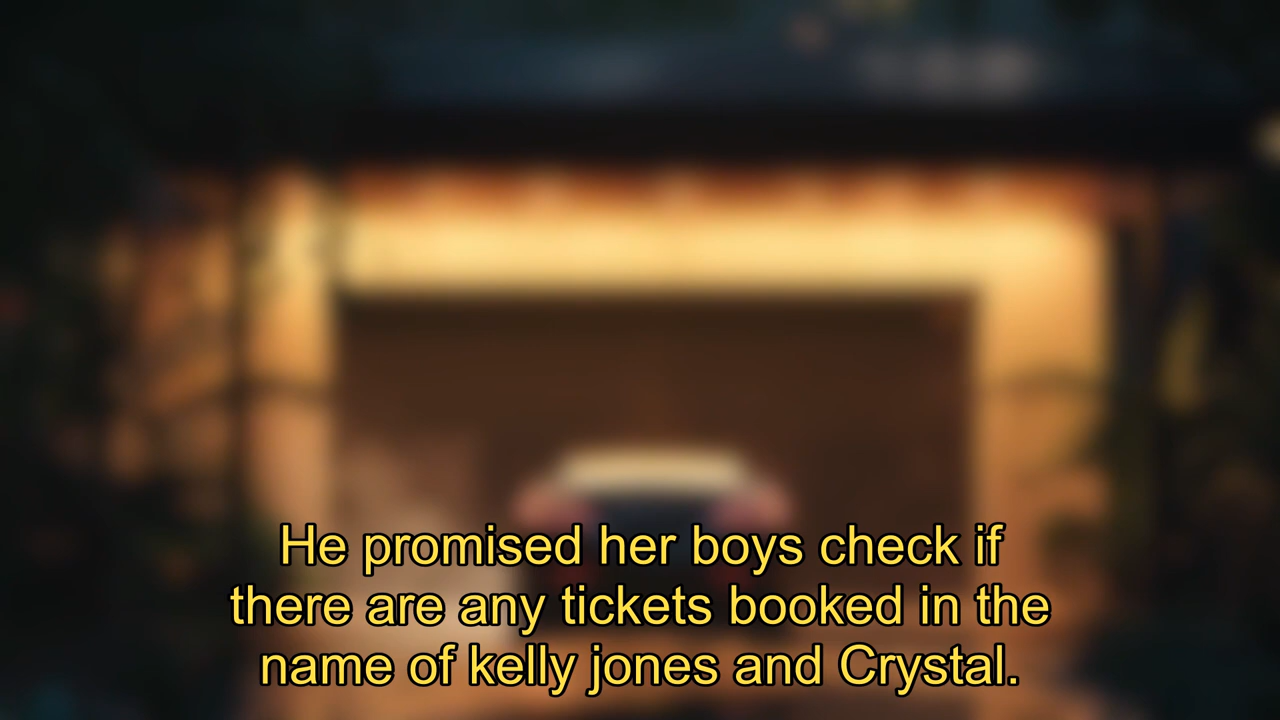 He promised her boys check if
there are any tickets booked in the
name of kelly jones and Crystal.